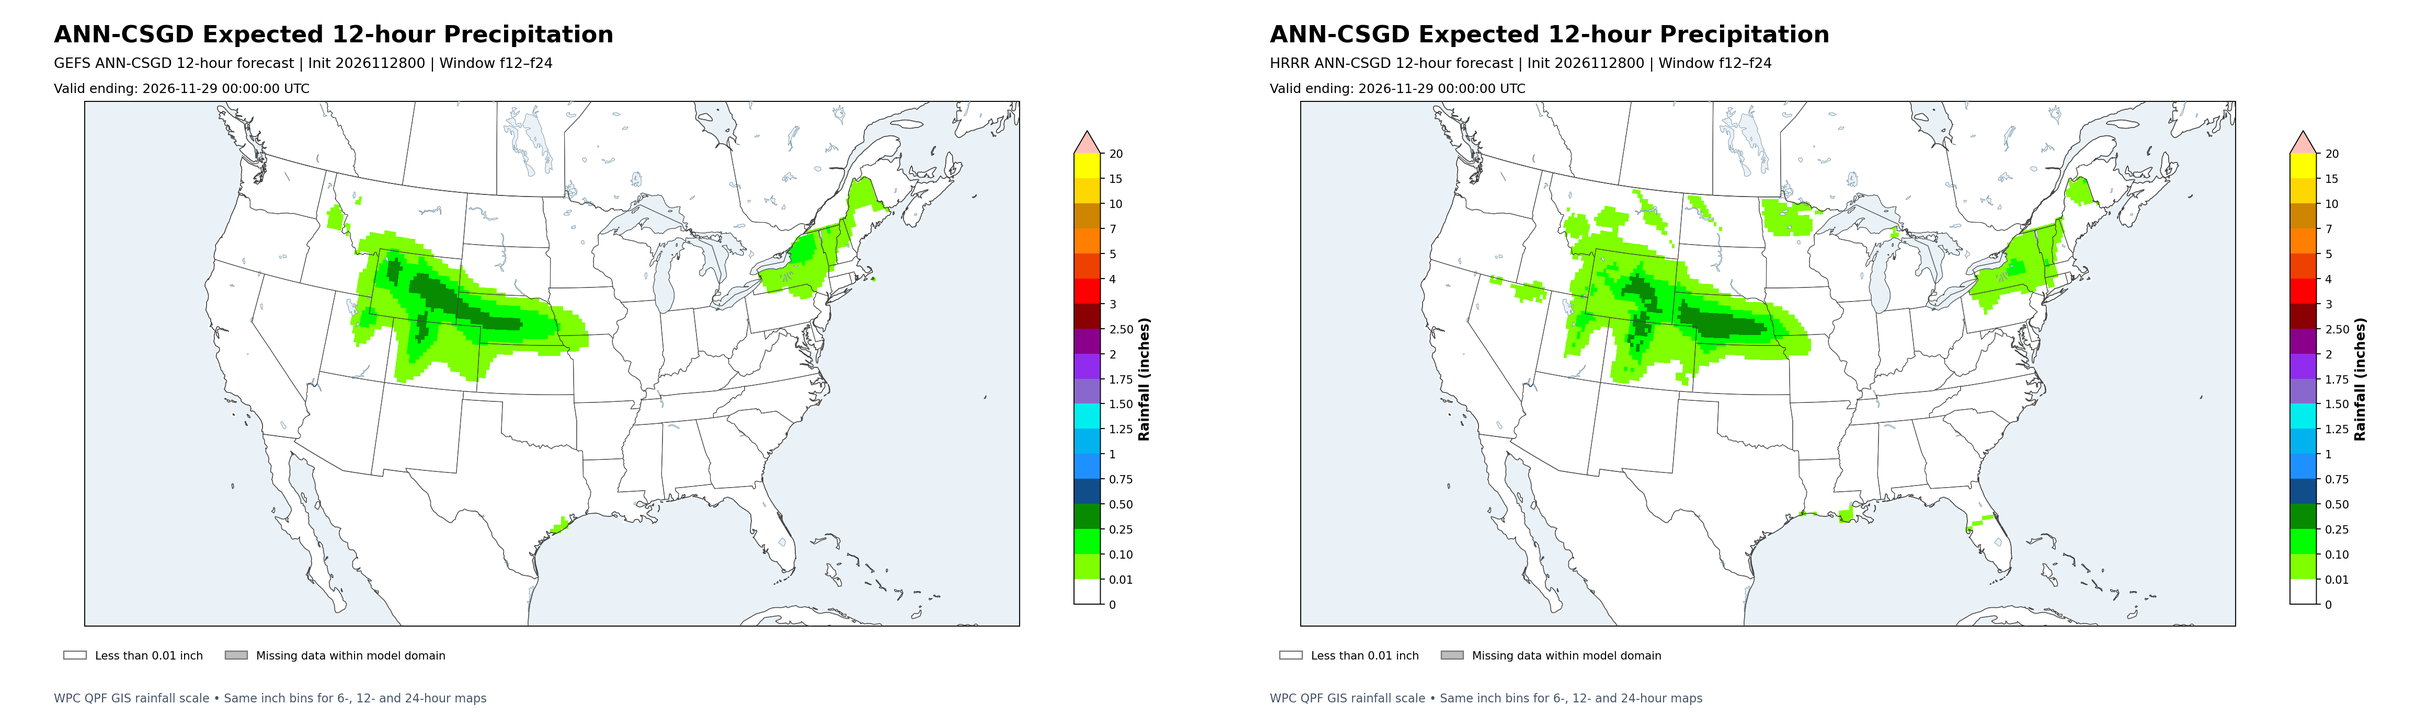 ANN-CSGD Expected 12-hour Precipitation
GEFS ANN-CSGD 12-hour forecast | Init 2026112800 | Window f12–f24
Valid ending: 2026-11-29 00:00:00 UTC
20
15
10
7
5
4
3
2.50
2
1.75
1.50
1.25
1
0.75
0.50
0.25
0.10
0.01
0
Rainfall (inches)
Less than 0.01 inch
Missing data within model domain
WPC QPF GIS rainfall scale • Same inch bins for 6-, 12- and 24-hour maps
ANN-CSGD Expected 12-hour Precipitation
HRRR ANN-CSGD 12-hour forecast | Init 2026112800 | Window f12–f24
Valid ending: 2026-11-29 00:00:00 UTC
20
15
10
7
5
4
3
2.50
2
1.75
1.50
1.25
1
0.75
0.50
0.25
0.10
0.01
0
Rainfall (inches)
Less than 0.01 inch
Missing data within model domain
WPC QPF GIS rainfall scale • Same inch bins for 6-, 12- and 24-hour maps